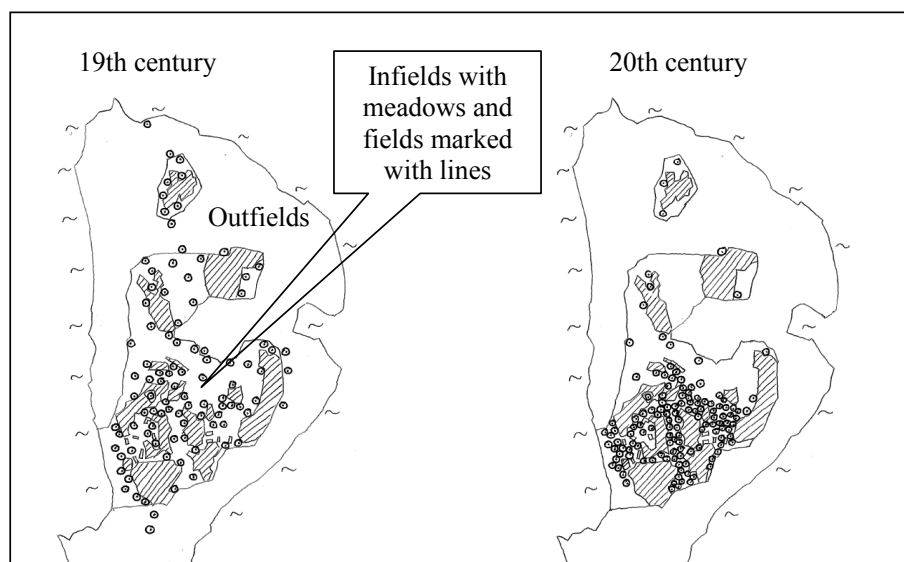 19th century
Infields with
meadows and
fields marked
with lines
20th century
Outfields